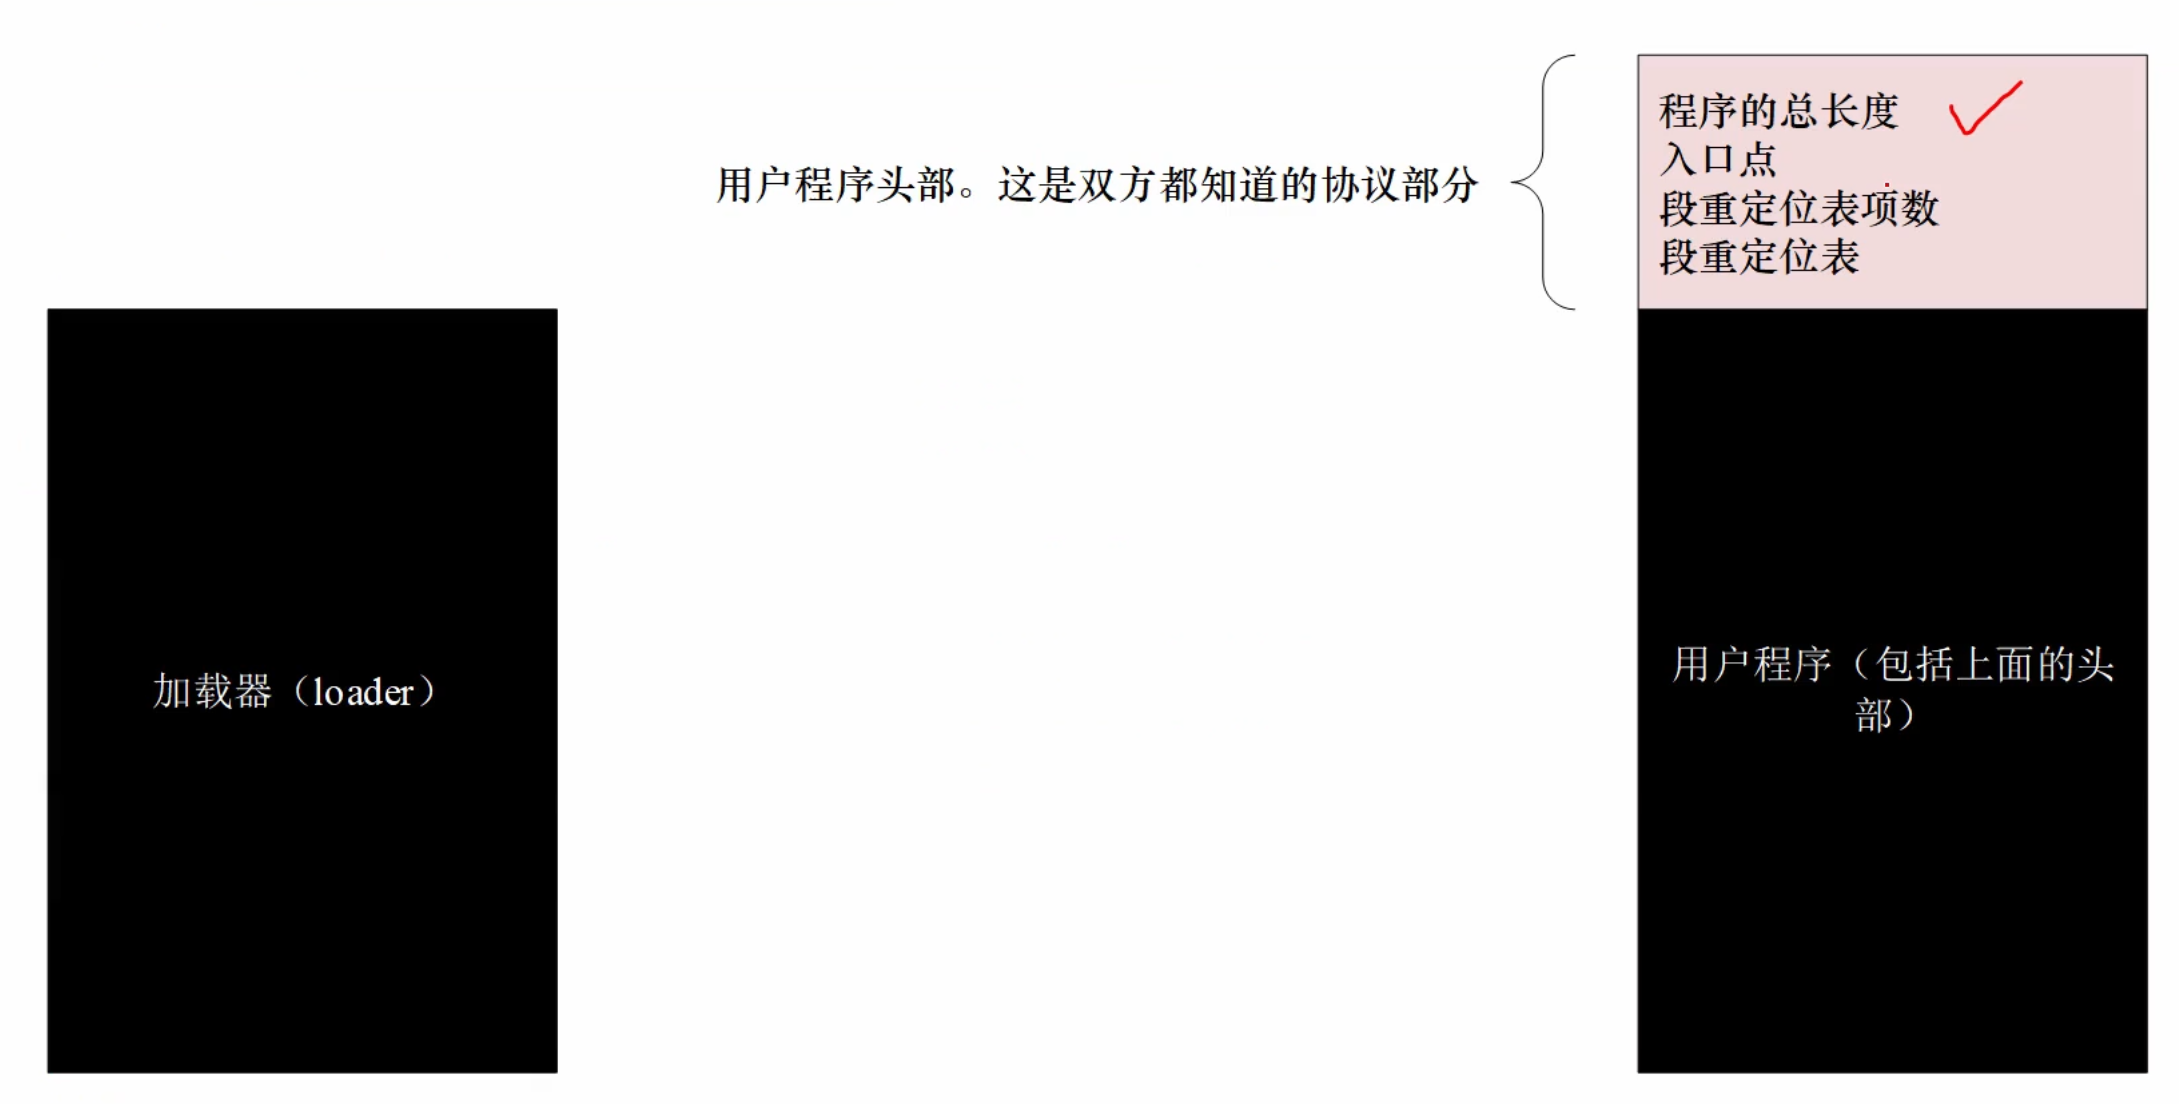 程序的总长度
入口点
段重定位表项数
段重定位表
用户程序头部。这是双方都知道的协议部分
加载器（loader）
用户程序（包括上面的头
部）